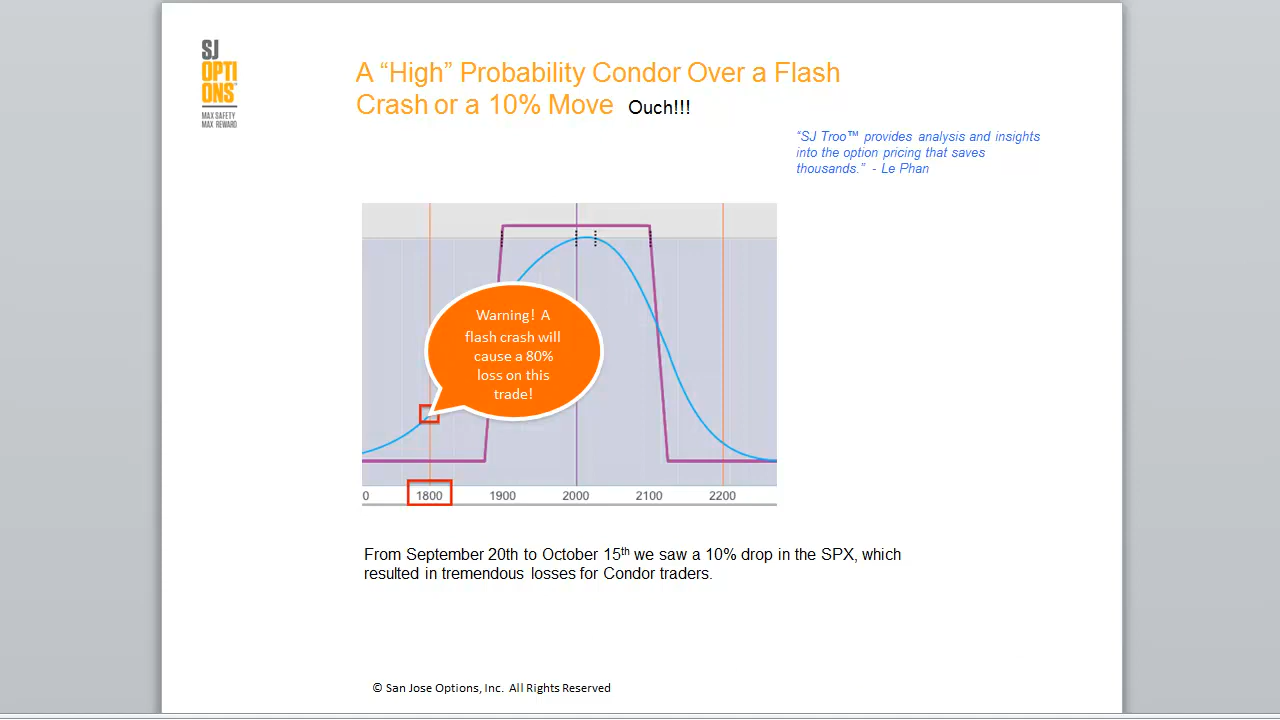 SJ
OPTI
ONS
MAX SAFETY
MAX REWARD
A “High” Probability Condor Over a Flash
Crash or a 10% Move Ouch!!!
“SJ Troo™ provides analysis and insights
into the option pricing that saves
thousands.” - Le Phan
Warning! A
flash crash will
cause a 80%
loss on this
trade!
0 1800 1900 2000 2100 2200
From September 20th to October 15th we saw a 10% drop in the SPX, which
resulted in tremendous losses for Condor traders.
© San Jose Options, Inc. All Rights Reserved